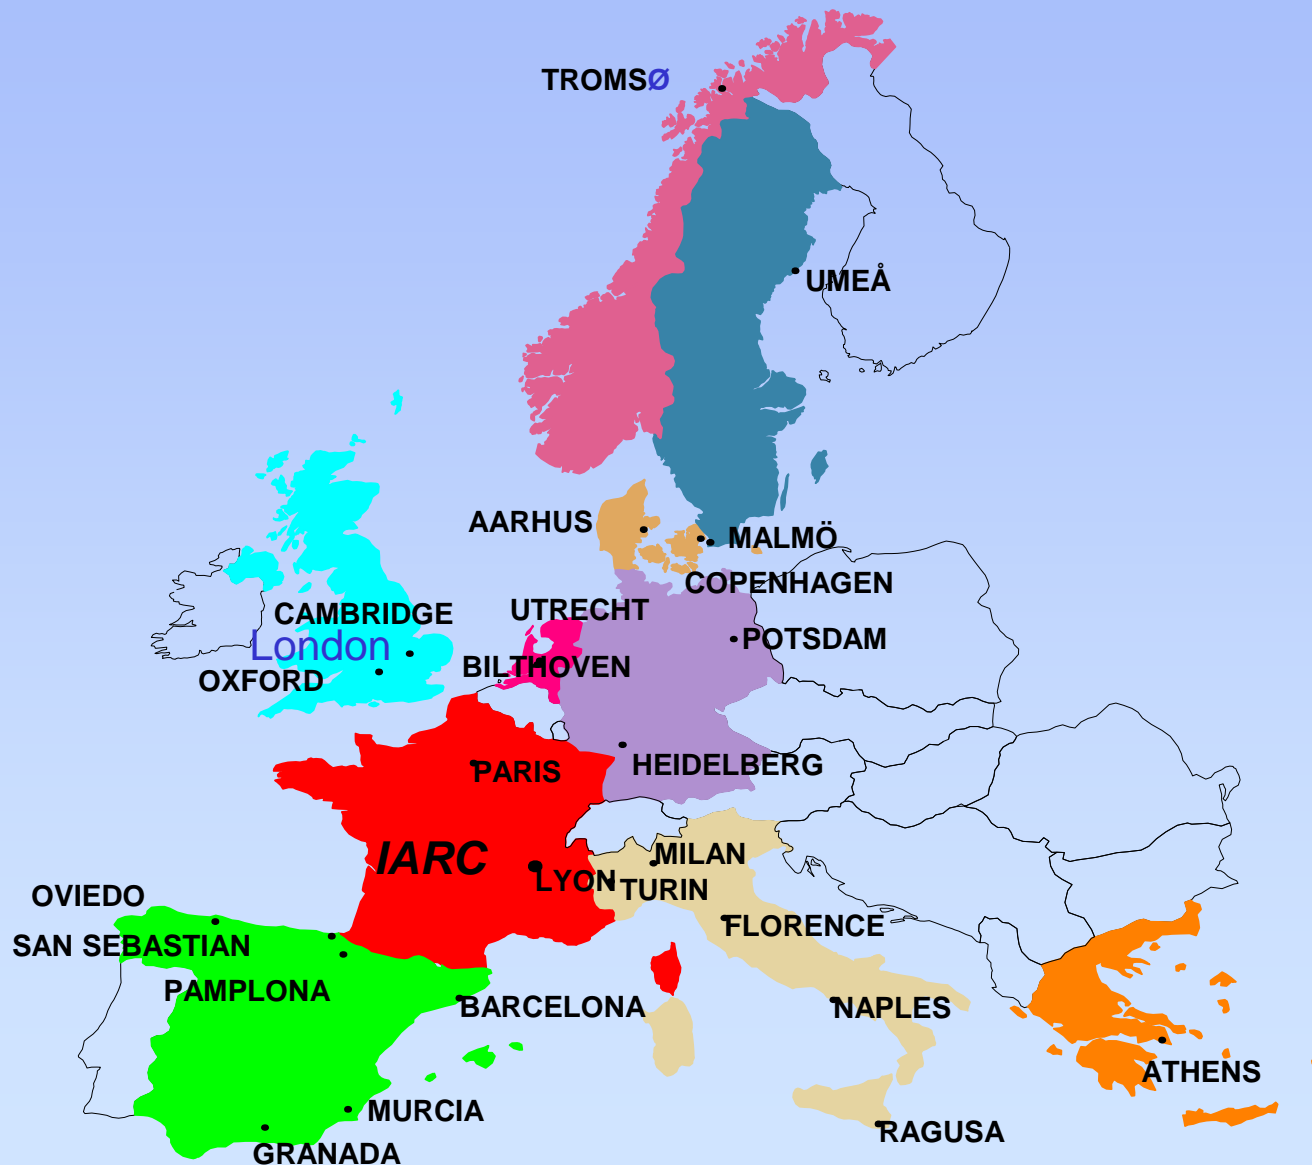 TROMSØ
UMEÅ
AARHUS
MALMÖ
COPENHAGEN
CAMBRIDGE
UTRECHT
London
POTSDAM
BILTHOVEN
OXFORD
HEIDELBERG
PARIS
IARC
MILAN
LYON
TURIN
OVIEDO
FLORENCE
SAN SEBASTIAN
PAMPLONA
BARCELONA
NAPLES
ATHENS
MURCIA
RAGUSA
GRANADA